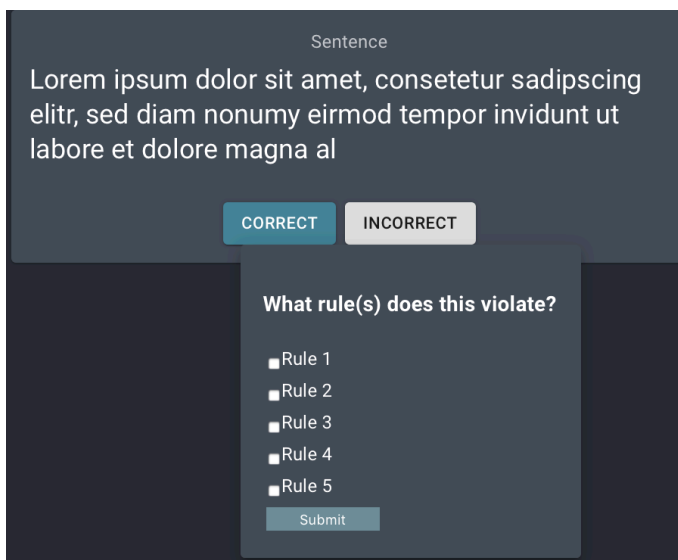 Sentence
Lorem ipsum dolor sit amet, consetetur sadipscing
elitr, sed diam nonumy eirmod tempor invidunt ut
labore et dolore magna al
CORRECT INCORRECT
What rule(s) does this violate?
Rule 1
Rule 2
Rule 3
Rule 4
Rule 5
Submit